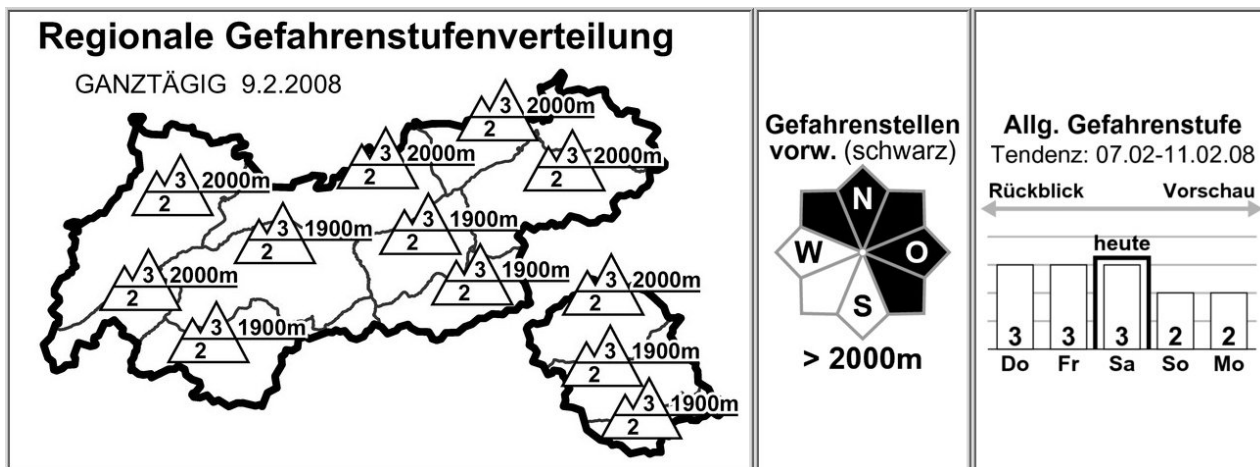 Regionale Gefahrenstufenverteilung
GANZTÄGIG 9.2.2008
3 2000m
2
3 2000m
2
3 2000m
2
3 2000m
2
3 1900m
2
3 1900m
2
3 2000m
2
3 1900m
2
3 1900m
2
3 2000m
2
3 1900m
2
3 1900m
2
Gefahrenstellen
vorw. (schwarz)
N
W O
S
> 2000m
Allg. Gefahrenstufe
Tendenz: 07.02-11.02.08
Rückblick Vorschau
heute
3 3 3 2 2
Do Fr Sa So Mo